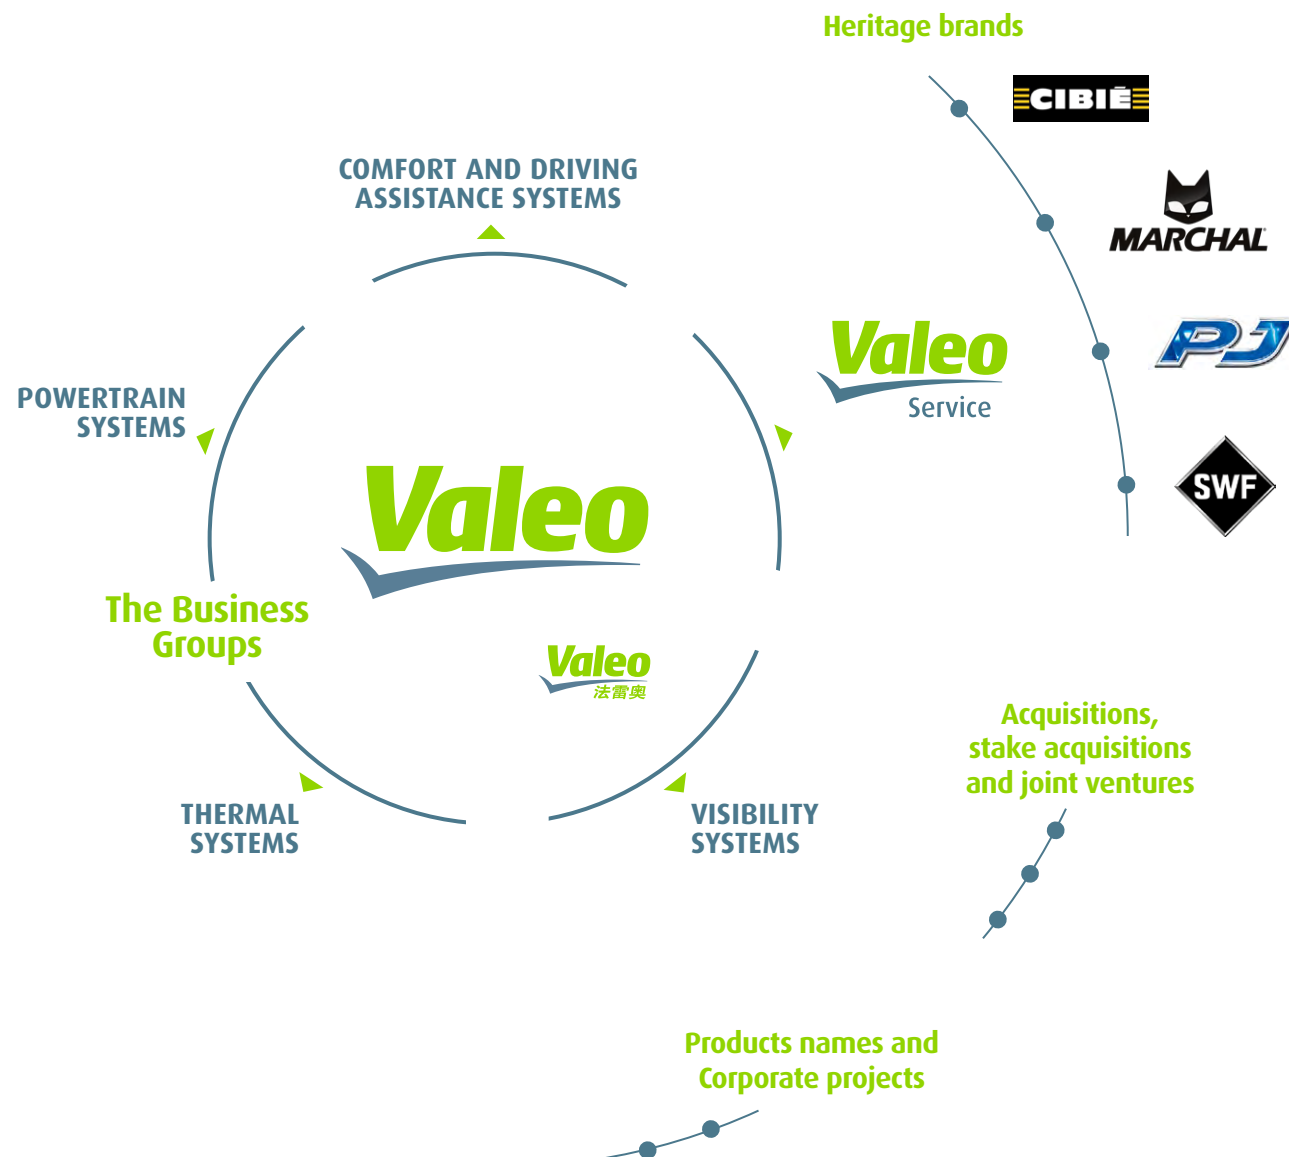 Heritage brands
CIBIÉ
COMFORT AND DRIVING
ASSISTANCE SYSTEMS
MARCHAL
PJ
Valeo
Service
POWERTRAIN
SYSTEMS
SWF
Valeo
The Business
Groups
Valeo
法雷奥
Acquisitions,
stake acquisitions
and joint ventures
THERMAL
SYSTEMS
VISIBILITY
SYSTEMS
Products names and
Corporate projects